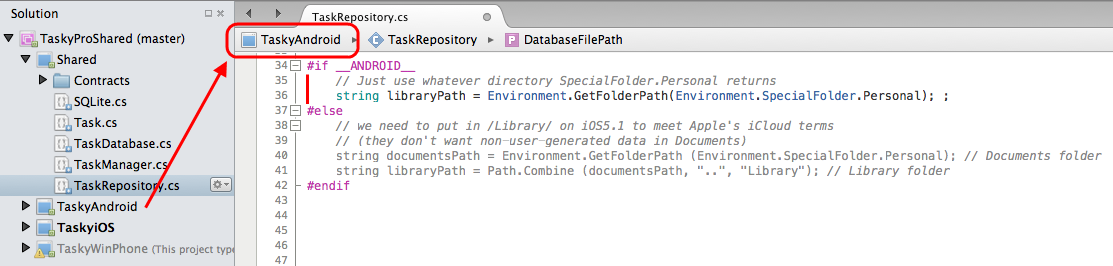 Solution
TaskyProShared (master)
Shared
Contracts
SQLite.cs
Task.cs
TaskDatabase.cs
TaskManager.cs
TaskRepository.cs
TaskyAndroid
TaskyiOS
TaskyWinPhone (This project type
TaskRepository.cs
TaskyAndroid TaskRepository DatabaseFilePath
34 #if __ANDROID__
35 // Just use whatever directory SpecialFolder.Personal returns
36 string libraryPath = Environment.GetFolderPath(Environment.SpecialFolder.Personal); ;
37 #else
38 // we need to put in /Library/ on iOS5.1 to meet Apple's iCloud terms
39 // (they don't want non-user-generated data in Documents)
40 string documentsPath = Environment.GetFolderPath (Environment.SpecialFolder.Personal); // Documents folder
41 string libraryPath = Path.Combine (documentsPath, "..", "Library"); // Library folder
42 #endif
43
44
45
46
47